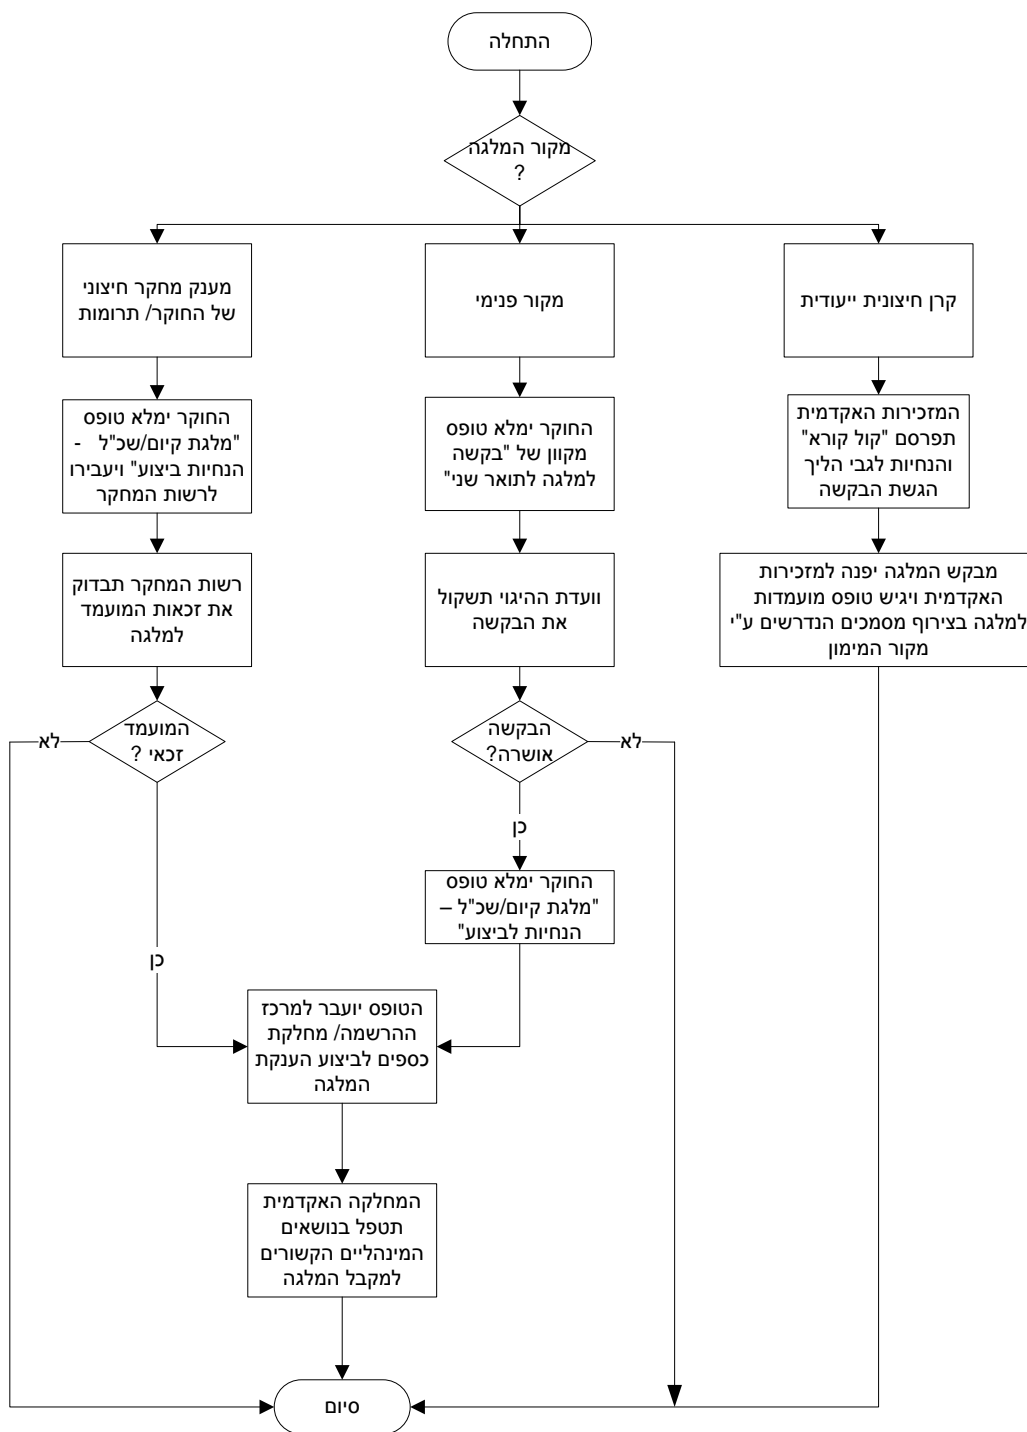 התחלה
מקור המלגה
?
קרן חיצונית ייעודית
מקור פנימי
מענק מחקר חיצוני
של החוקר/ תרומות
המזכירות האקדמית
תפרסם "קול קורא"
והנחיות לגבי הליך
הגשת הבקשה
החוקר ימלא טופס
מקוון של "בקשה
למלגה לתואר שני"
החוקר ימלא טופס
"מלגת קיום/שכ"ל -
הנחיות ביצוע" ויעבירו
לרשות המחקר
מבקש המלגה יפנה למזכירות
האקדמית ויגיש טופס מועמדות
למלגה בצירוף מסמכים הנדרשים ע"י
מקור המימון
וועדת ההיגוי תשקול
את הבקשה
רשות המחקר תבדוק
את זכאות המועמד
למלגה
הבקשה
אושרה?
לא
המועמד
זכאי ?
לא
כן
החוקר ימלא טופס
"מלגת קיום/שכ"ל –
הנחיות לביצוע"
כן
הטופס יועבר למרכז
ההרשמה/ מחלקת
כספים לביצוע הענקת
המלגה
המחלקה האקדמית
תטפל בנושאים
המינהליים הקשורים
למקבל המלגה
סיום